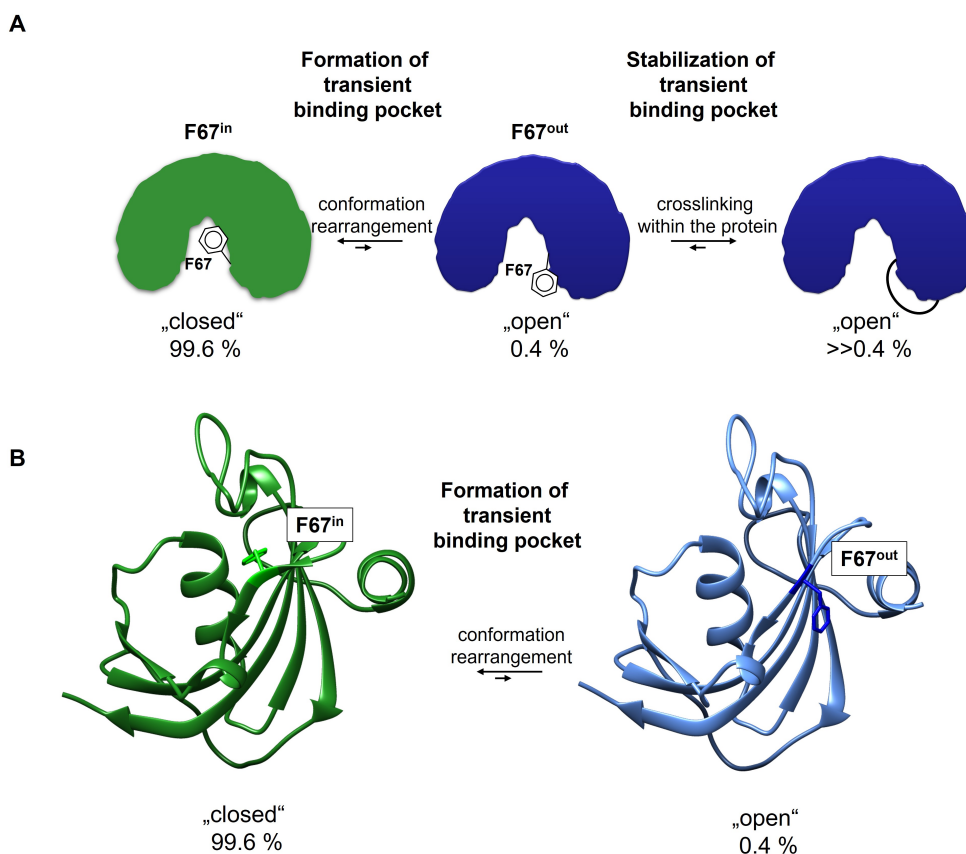 A
Formation of
transient
binding pocket
Stabilization of
transient
binding pocket
F67in
F67out
conformation
rearrangement
crosslinking
within the protein
F67
F67
„closed“
99.6 %
„open“
0.4 %
„open“
>>0.4 %
B
Formation of
transient
binding pocket
F67in
F67out
conformation
rearrangement
„closed“
99.6 %
„open“
0.4 %